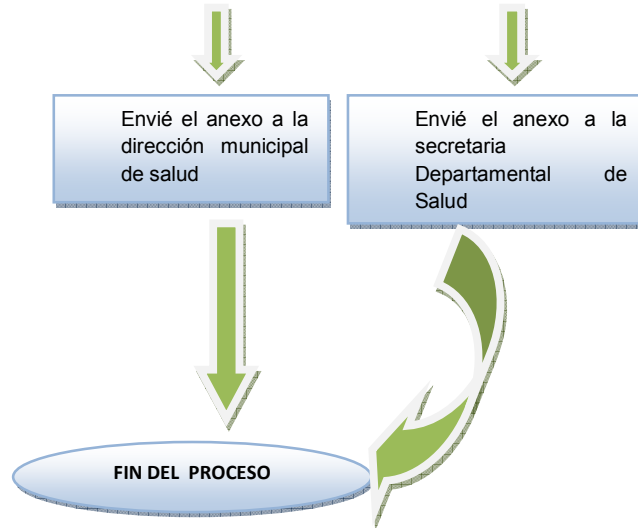 Envié el anexo a la
dirección municipal
de salud
Envié el anexo a la
secretaria
Departamental de
Salud
FIN DEL PROCESO